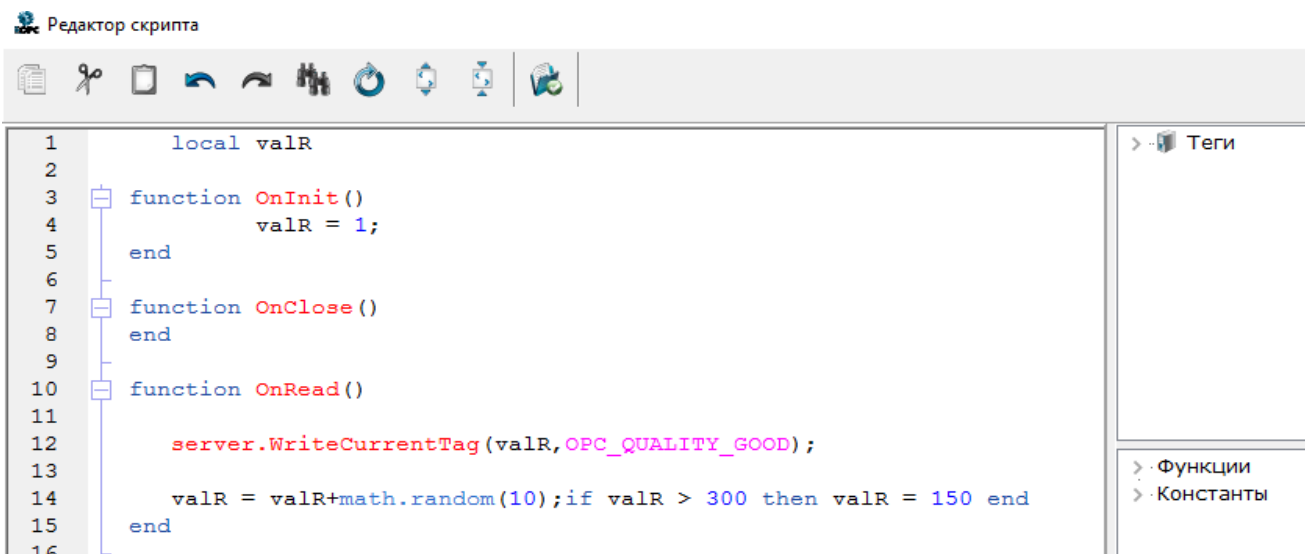 Редактор скрипта
1 local valR
2
3 function OnInit()
4 valR = 1;
5 end
6
7 function OnClose()
8 end
9
10 function OnRead()
11
12 server.WriteCurrentTag(valR,OPC_QUALITY_GOOD);
13
14 valR = valR+math.random(10);if valR > 300 then valR = 150 end
15 end
16
Теги
Функции
Константы